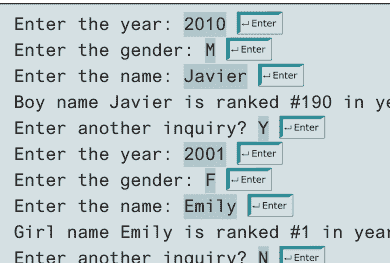 Enter the year: 2010 ↵Enter
Enter the gender: M ↵Enter
Enter the name: Javier ↵Enter
Boy name Javier is ranked #190 in
Enter another inquiry? Y ↵Enter
Enter the year: 2001 ↵Enter
Enter the gender: F ↵Enter
Enter the name: Emily ↵Enter
Girl name Emily is ranked #1 in year
Enter another inquiry? N ↵Enter